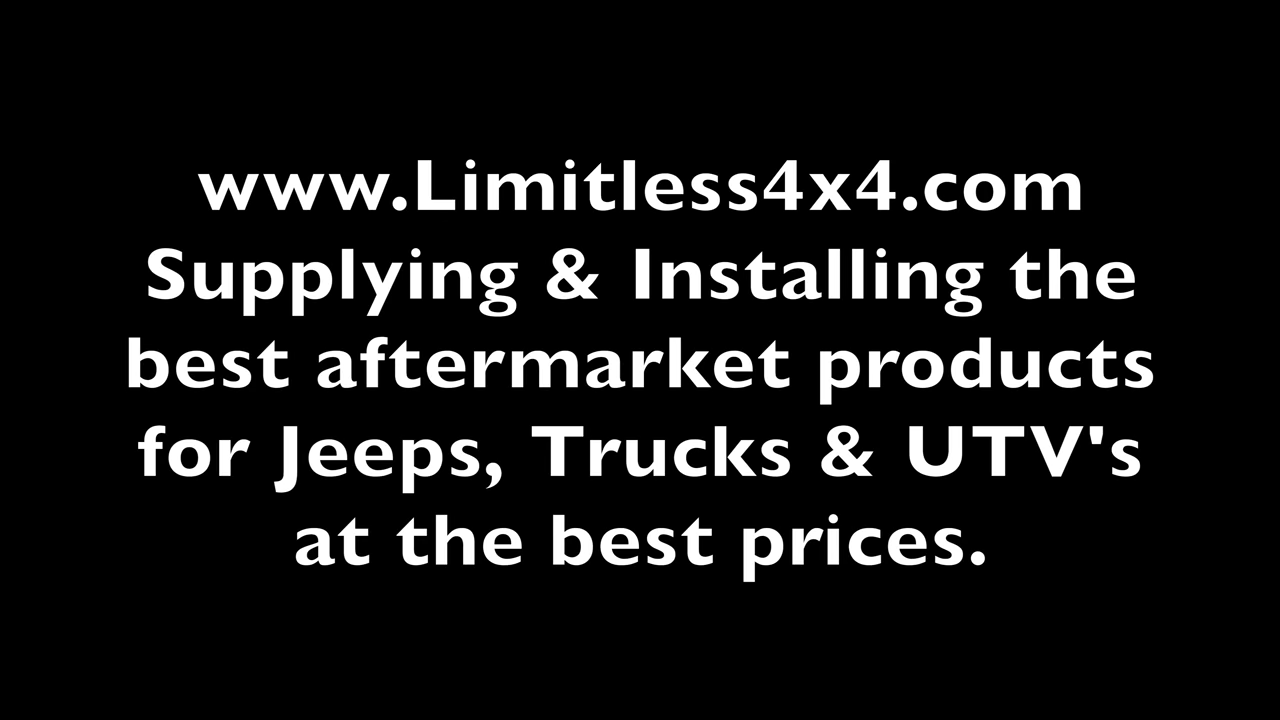 www.Limitless4x4.com
Supplying & Installing the
best aftermarket products
for Jeeps, Trucks & UTV's
at the best prices.